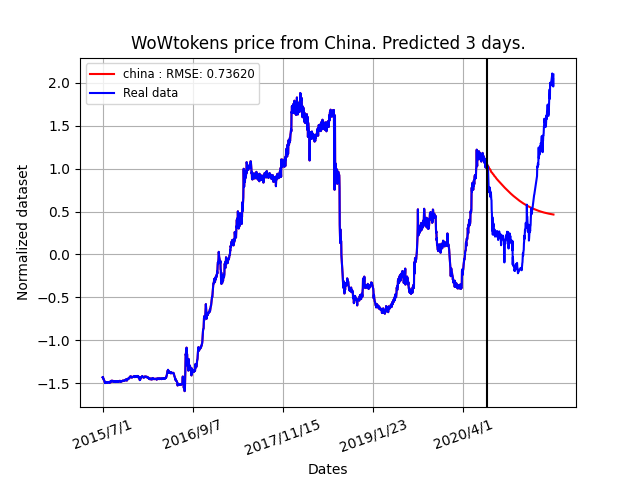 WoWtokens price from China. Predicted 3 days.
china : RMSE: 0.73620
Real data
Normalized dataset
2.0
1.5
1.0
0.5
0.0
−0.5
−1.0
−1.5
2015/7/1
2016/9/7
2017/11/15
2019/1/23
2020/4/1
Dates